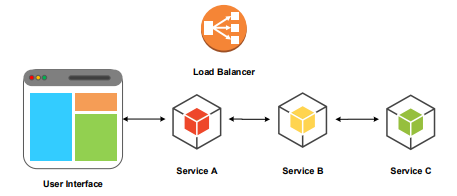 Load Balancer
User Interface
Service A
Service B
Service C